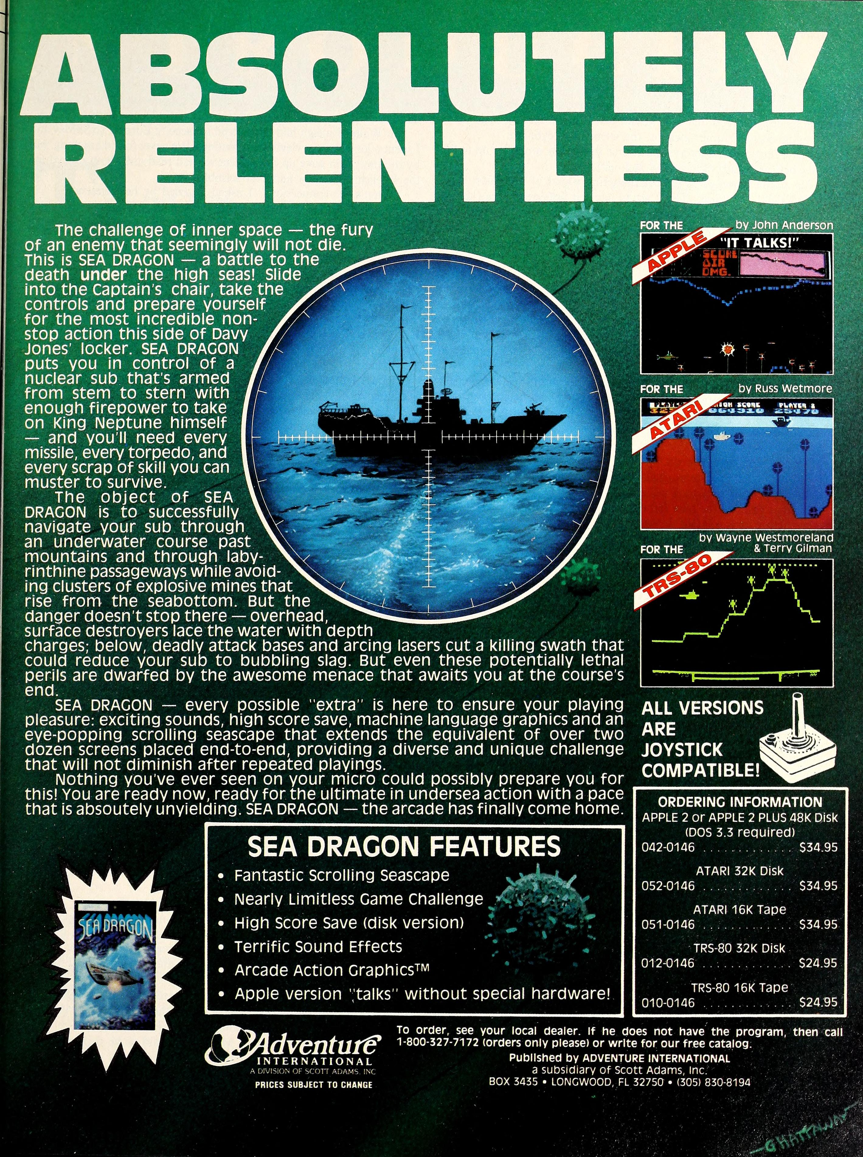 ABSOLUTELY
RELENTLESS
The challenge of inner space — the fury
of an enemy that seemingly will not die.
This is SEA DRAGON — a battle to the
death under the high seas! Slide
into the Captain's chair, take the
controls and prepare yourself
for the most incredible non-
stop action this side of Davy
Jones' locker. SEA DRAGON
puts you in control of a
nuclear sub that's armed
from stem to stern with
enough firepower to take
on King Neptune himself
— and you'll need every
missile, every torpedo, and
every scrap of skill you can
muster to survive.
The object of SEA
DRAGON is to successfully
navigate your sub through
an underwater course past
mountains and through laby-
rinthine passageways while avoid-
ing clusters of explosive mines that
rise from the seabottom. But the
danger doesn't stop there — overhead,
surface destroyers lace the water with depth
charges; below, deadly attack bases and arcing lasers cut a killing swath that
could reduce your sub to bubbling slag. But even these potentially lethal
perils are dwarfed by the awesome menace that awaits you at the course's
end.
SEA DRAGON — every possible "extra" is here to ensure your playing
pleasure: exciting sounds, high score save, machine language graphics and an
eye-popping scrolling seascape that extends the equivalent of over two
dozen screens placed end-to-end, providing a diverse and unique challenge
that will not diminish after repeated playings.
Nothing you've ever seen on your micro could possibly prepare you for
this! You are ready now, ready for the ultimate in undersea action with a pace
that is absoutely unyielding. SEA DRAGON — the arcade has finally come home.
FOR THE by John Anderson
APPLE
"IT TALKS!"
SCORE
AIR
DMG.
FOR THE by Russ Wetmore
ATARI
HIGH SCORE PLAYER 2
FOR THE by Wayne Westmoreland
& Terry Gilman
TRS-80
ALL VERSIONS
ARE
JOYSTICK
COMPATIBLE!
ORDERING INFORMATION
APPLE 2 or APPLE 2 PLUS 48K Disk
(DOS 3.3 required)
042-0146 . . . . . . . . . . . . . $34.95
ATARI 32K Disk
052-0146 . . . . . . . . . . . . . $34.95
ATARI 16K Tape
051-0146 . . . . . . . . . . . . . $34.95
TRS-80 32K Disk
012-0146 . . . . . . . . . . . . . $24.95
TRS-80 16K Tape
010-0146 . . . . . . . . . . . . . $24.95
SEA DRAGON FEATURES
• Fantastic Scrolling Seascape
• Nearly Limitless Game Challenge
• High Score Save (disk version)
• Terrific Sound Effects
• Arcade Action Graphics™
• Apple version "talks" without special hardware!
SEA DRAGON
Adventure
INTERNATIONAL
A DIVISION OF SCOTT ADAMS, INC
PRICES SUBJECT TO CHANGE
To order, see your local dealer. If he does not have the program, then call
1-800-327-7172 (orders only please) or write for our free catalog.
Published by ADVENTURE INTERNATIONAL
a subsidiary of Scott Adams, Inc.
BOX 3435 • LONGWOOD, FL 32750 • (305) 830-8194